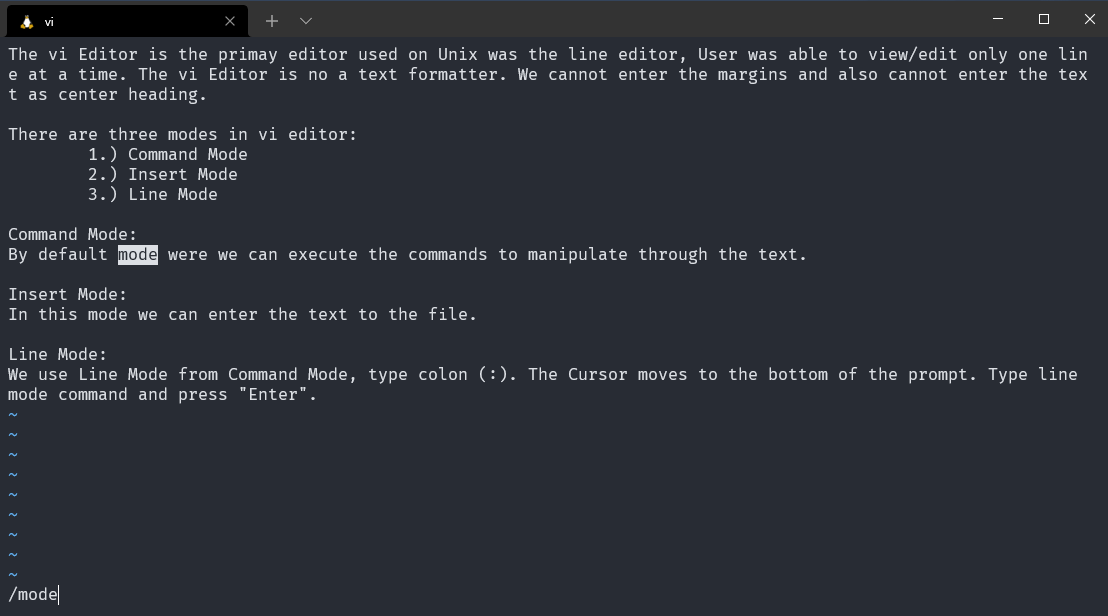 vi
The vi Editor is the primay editor used on Unix was the line editor, User was able to view/edit only one lin
e at a time. The vi Editor is no a text formatter. We cannot enter the margins and also cannot enter the tex
t as center heading.
There are three modes in vi editor:
1.) Command Mode
2.) Insert Mode
3.) Line Mode
Command Mode:
By default mode were we can execute the commands to manipulate through the text.
Insert Mode:
In this mode we can enter the text to the file.
Line Mode:
We use Line Mode from Command Mode, type colon (:). The Cursor moves to the bottom of the prompt. Type line
mode command and press "Enter".
~
~
~
~
~
~
~
~
~
/mode